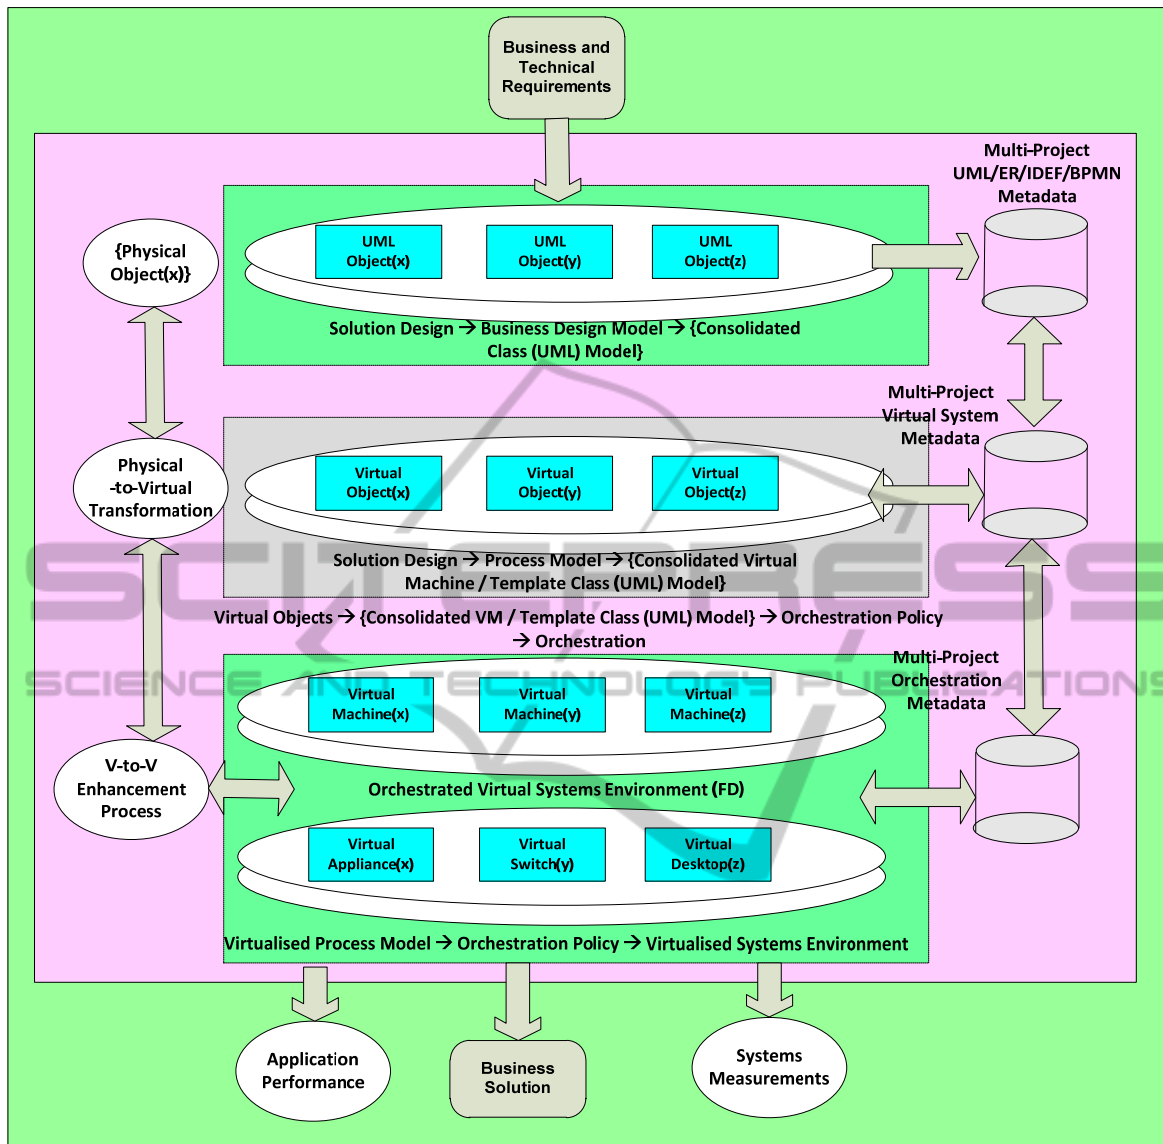 Business and
Technical
Requirements
Multi-Project
UML/ER/IDEF/BPMN
Metadata
{Physical
Object(x)}
UML
Object(x)
UML
Object(y)
UML
Object(z)
Solution Design → Business Design Model → {Consolidated
Class (UML) Model}
Multi-Project
Virtual System
Metadata
Physical
-to-Virtual
Transformation
Virtual
Object(x)
Virtual
Object(y)
Virtual
Object(z)
Solution Design → Process Model → {Consolidated Virtual
Machine / Template Class (UML) Model}
SCITEPRESS
Virtual Objects → {Consolidated VM / Template Class (UML) Model} → Orchestration Policy
→ Orchestration
SCIENCE AND TECHNOLOGY PUBLICATIONS
Multi-Project
Orchestration
Metadata
Virtual
Machine(x)
Virtual
Machine(y)
Virtual
Machine(z)
V-to-V
Enhancement
Process
Orchestrated Virtual Systems Environment (FD)
Virtual
Appliance(x)
Virtual
Switch(y)
Virtual
Desktop(z)
Virtualised Process Model → Orchestration Policy → Virtualised Systems Environment
Application
Performance
Business
Solution
Systems
Measurements